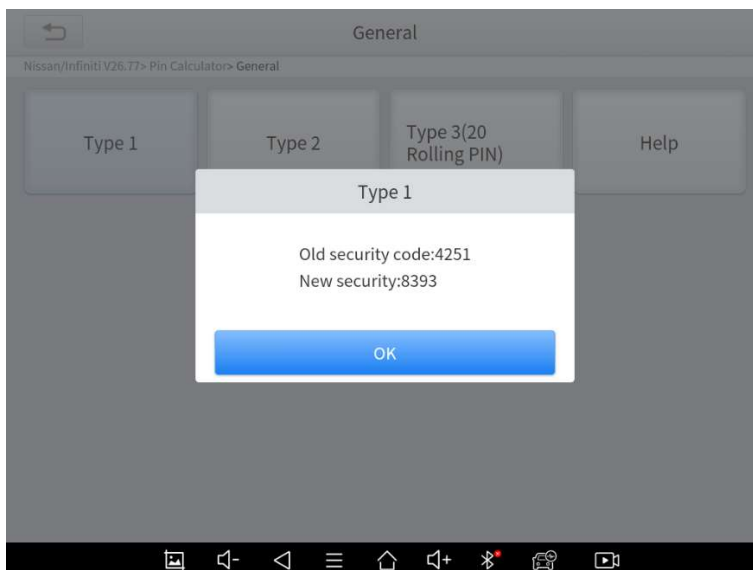 General
Nissan/Infiniti V26.77> Pin Calculator> General
Type 1
Type 2
Type 3(20
Rolling PIN)
Help
Type 1
Old security code:4251
New security:8393
OK